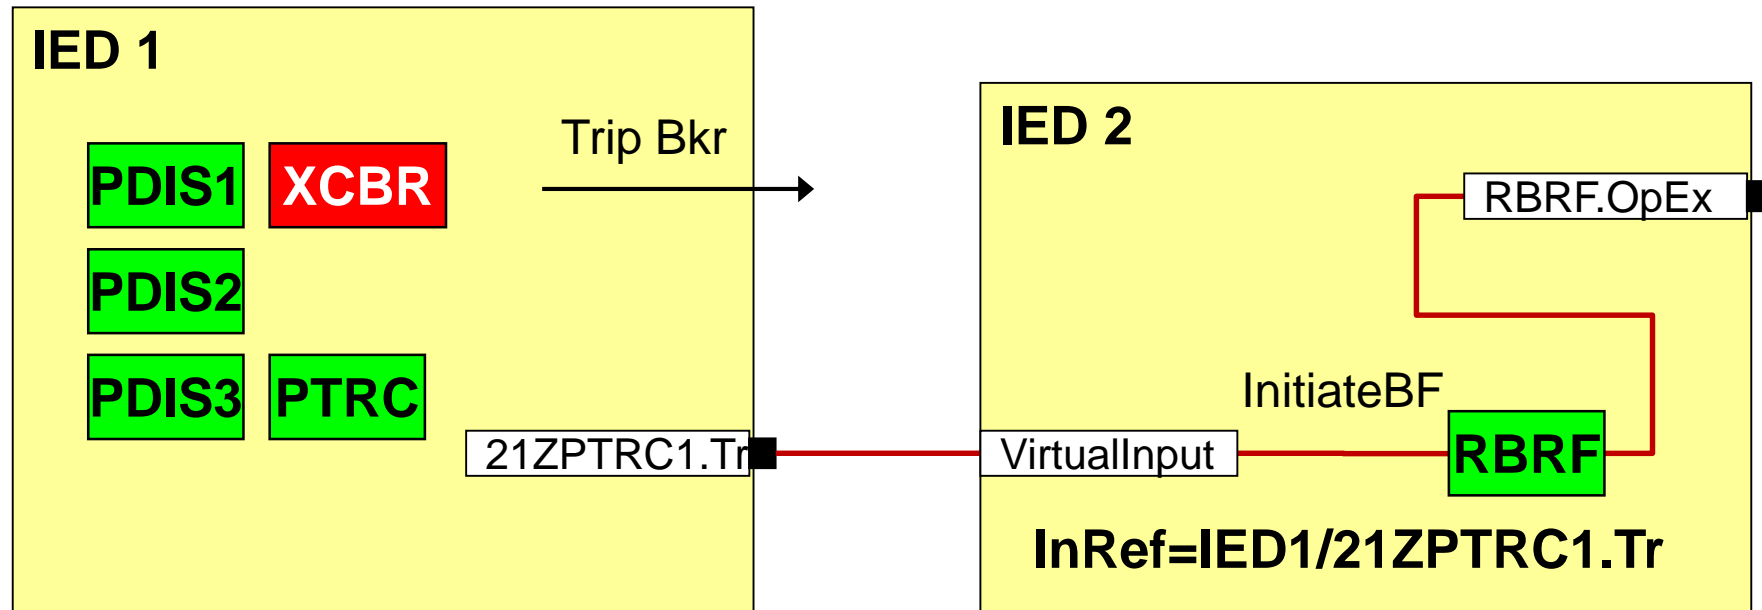 IED 1
Trip Bkr
PDIS1
XCBR
PDIS2
PDIS3
PTRC
21ZPTRC1.Tr
IED 2
RBRF.OpEx
InitiateBF
VirtualInput
RBRF
InRef=IED1/21ZPTRC1.Tr